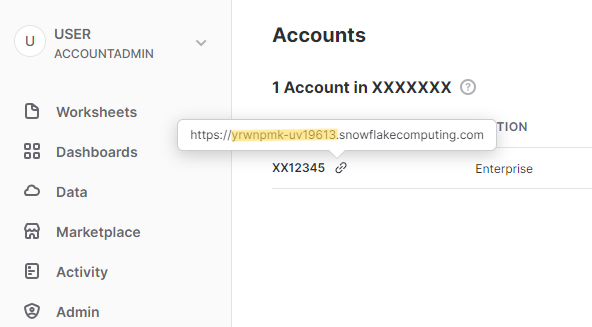 U
USER
ACCOUNTADMIN
Worksheets
Dashboards
Data
Marketplace
Activity
Admin
Accounts
1 Account in XXXXXXX ?
https://yrwnpmk-uv19613.snowflakecomputing.com
TION
XX12345
Enterprise